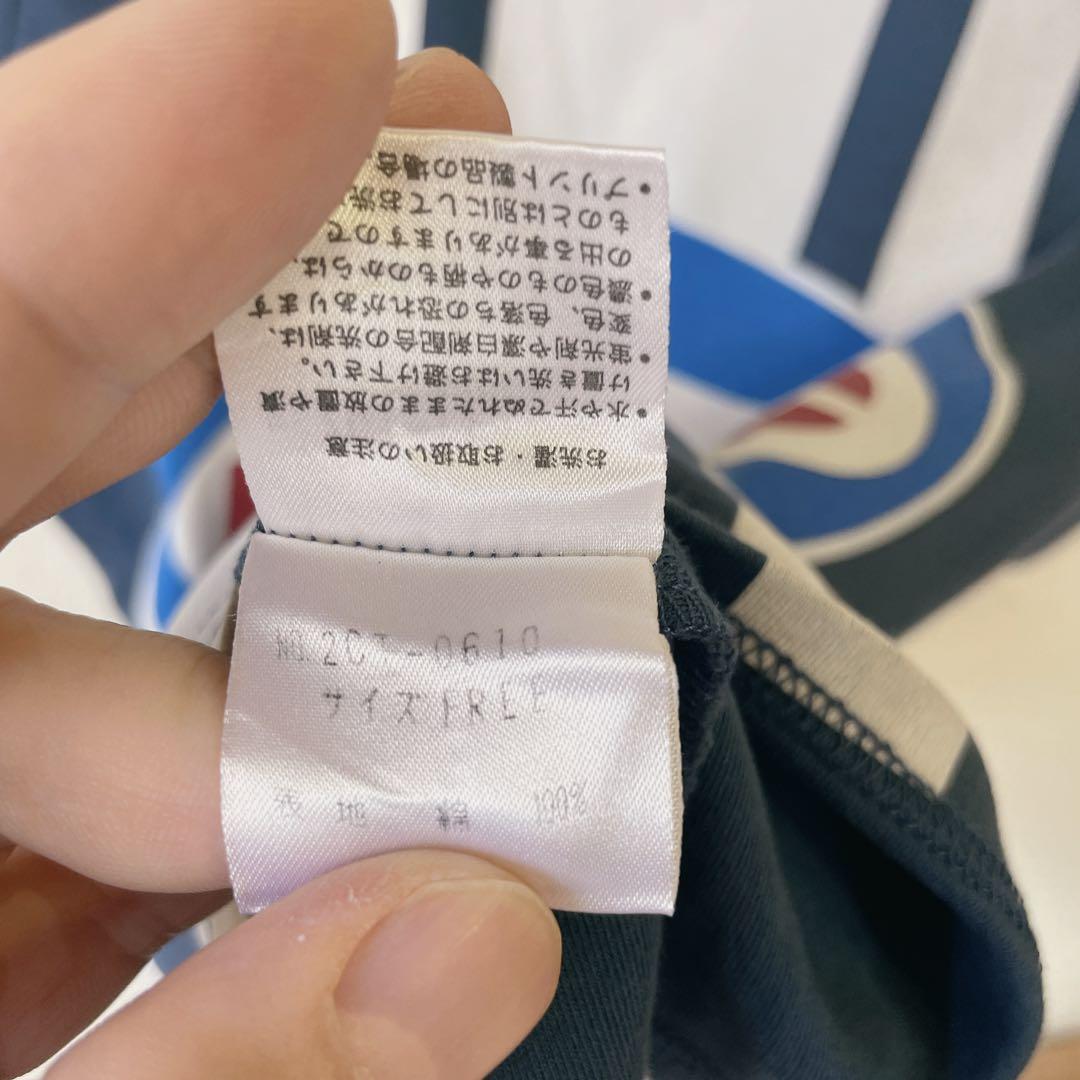 お洗濯・お取扱いの注意
•水や汗でぬれたままの放置や漬
け置き洗いはお避け下さい。
•蛍光剤や漂白剤配合の洗剤は、
変色、色落ちの恐れがあります
•濃色のものや柄ものからは、
の出る事がありますので
ものとは別にしてお洗
•プリント製品の場合
NO.2CT-0610
サイズFREE
綿 100%